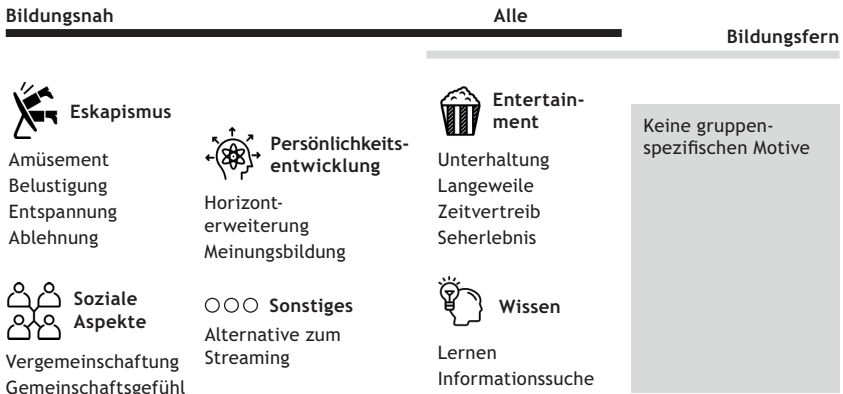 Bildungsnah
Alle
Bildungsfern
Eskapismus
Amüsement
Belustigung
Entspannung
Ablehnung
Persönlichkeits-
entwicklung
Horizont-
erweiterung
Meinungsbildung
Soziale
Aspekte
Vergemeinschaftung
Gemeinschaftsgefühl
Sonstiges
Alternative zum
Streaming
Entertain-
ment
Unterhaltung
Langeweile
Zeitvertreib
Seherlebnis
Wissen
Lernen
Informationssuche
Keine gruppen-
spezifischen Motive